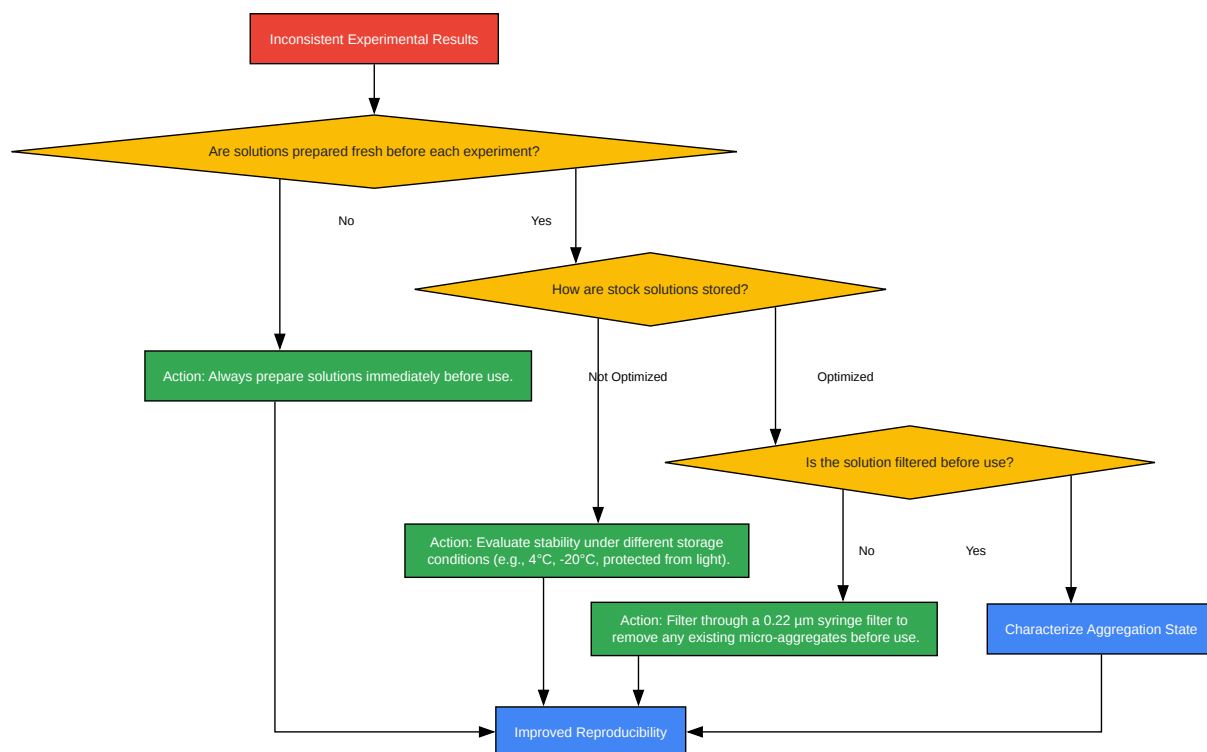 Inconsistent Experimental Results
Are solutions prepared fresh before each experiment?
No
Yes
How are stock solutions stored?
Action: Always prepare solutions immediately before use.
Not Optimized
Optimized
Is the solution filtered before use?
Action: Evaluate stability under different storage
conditions (e.g., 4°C, -20°C, protected from light).
No
Yes
Action: Filter through a 0.22 µm syringe filter to
remove any existing micro-aggregates before use.
Characterize Aggregation State
Improved Reproducibility